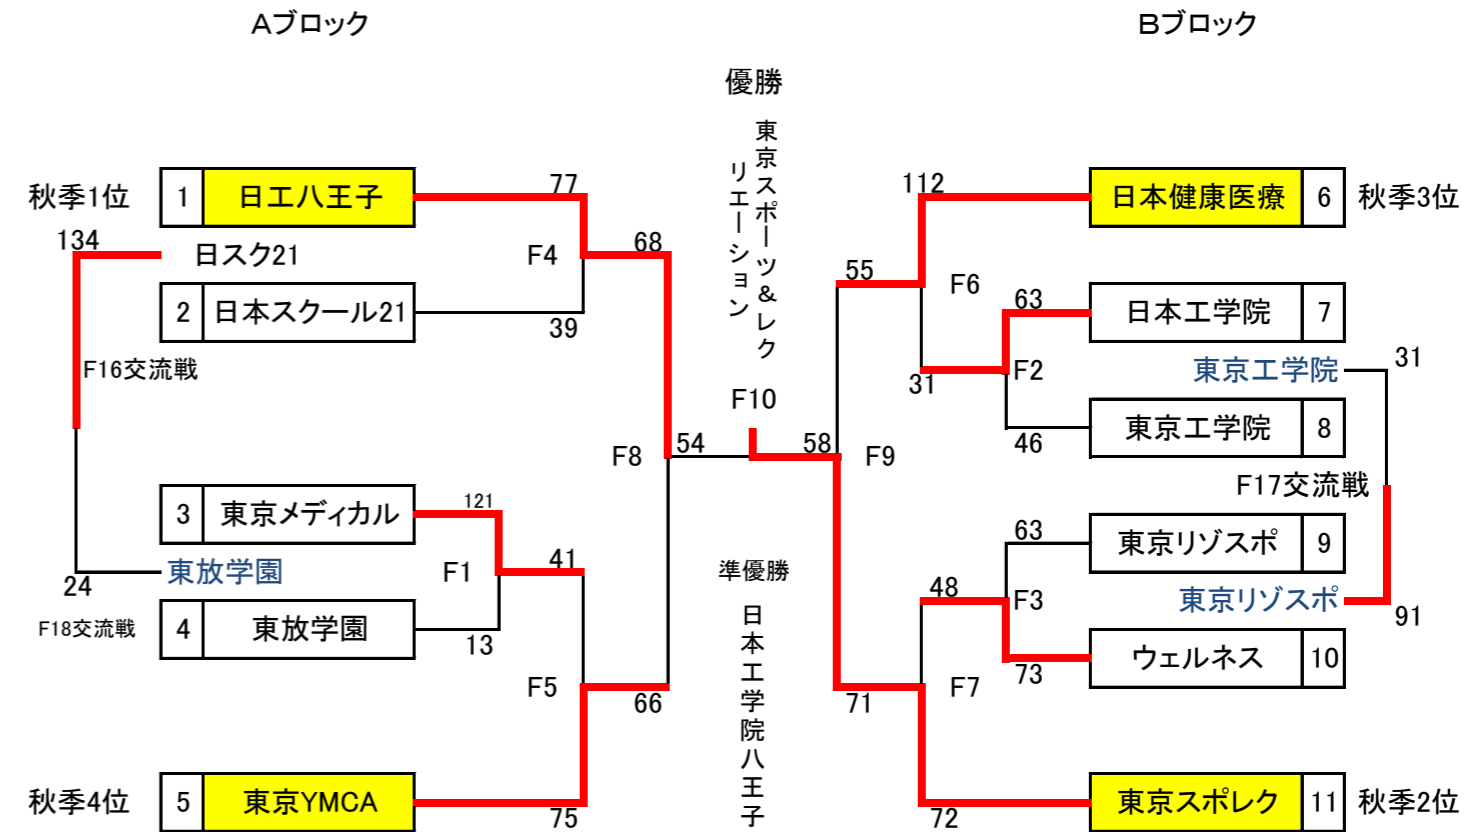 Aブロック
Bブロック
優勝
東京スポーツ&レク
リエーション
秋季1位
1
日工八王子
77
134
日スク21
F4
68
2
日本スクール21
39
F16交流戦
F8
54
3
東京メディカル
121
41
東放学園
F1
24
F18交流戦
4
東放学園
13
F5
66
秋季4位
5
東京YMCA
75
F10
58
準優勝
日本工学院八王子
112
日本健康医療
6
秋季3位
55
F6
63
日本工学院
7
31
F2
東京工学院
31
46
東京工学院
8
F9
F17交流戦
63
東京リゾスポ
9
48
F3
東京リゾスポ
91
73
ウェルネス
10
71
F7
72
東京スポレク
11
秋季2位